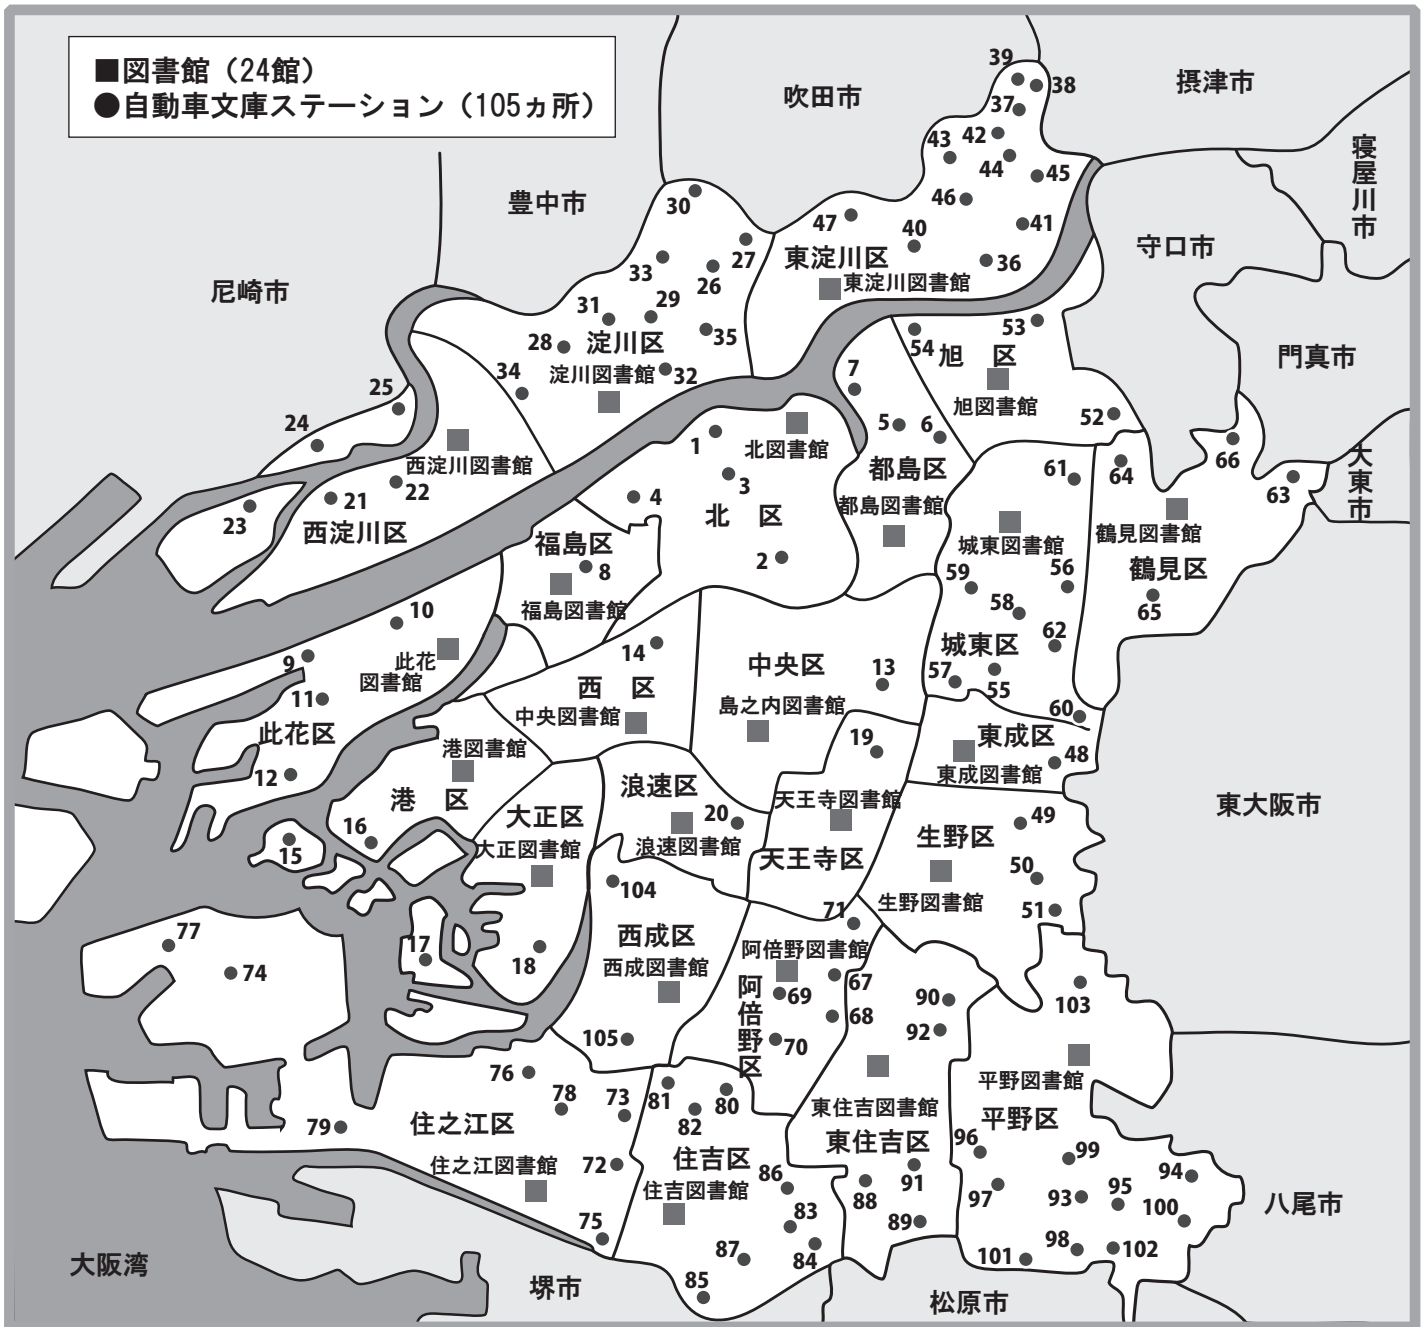 ■図書館（24館）
●自動車文庫ステーション（105ヵ所）
39
38
37
吹田市
摂津市
43
42
44
45
46
41
寝屋川市
豊中市
30
47
40
36
27
33
26
東淀川区
東淀川図書館
守口市
尼崎市
31
29
28
淀川区
淀川図書館
35
32
34
54
53
旭 区
旭図書館
門真市
7
5
6
52
25
24
西淀川図書館
22
21
23
西淀川区
1
北図書館
3
4
北 区
2
都島区
都島図書館
61
64
66
63
大東市
城東図書館
鶴見図書館
鶴見区
65
59
56
58
62
城東区
57
55
60
福島区
8
福島図書館
10
9
此花
図書館
11
此花区
12
14
西 区
中央図書館
中央区
13
島之内図書館
19
東成区
48
東成図書館
港図書館
港 区
16
15
大正区
大正図書館
浪速区
20
浪速図書館
天王寺図書館
天王寺区
生野区
49
50
生野図書館
51
東大阪市
104
西成区
西成図書館
105
17
18
77
74
71
阿倍野図書館
67
69
68
70
阿倍野区
90
92
103
東住吉図書館
東住吉区
平野図書館
平野区
76
78
73
79
住之江区
住之江図書館
72
75
81
80
82
住吉区
住吉図書館
86
83
84
87
85
88
91
89
96
99
97
93
95
94
100
98
101
102
八尾市
大阪湾
堺市
松原市